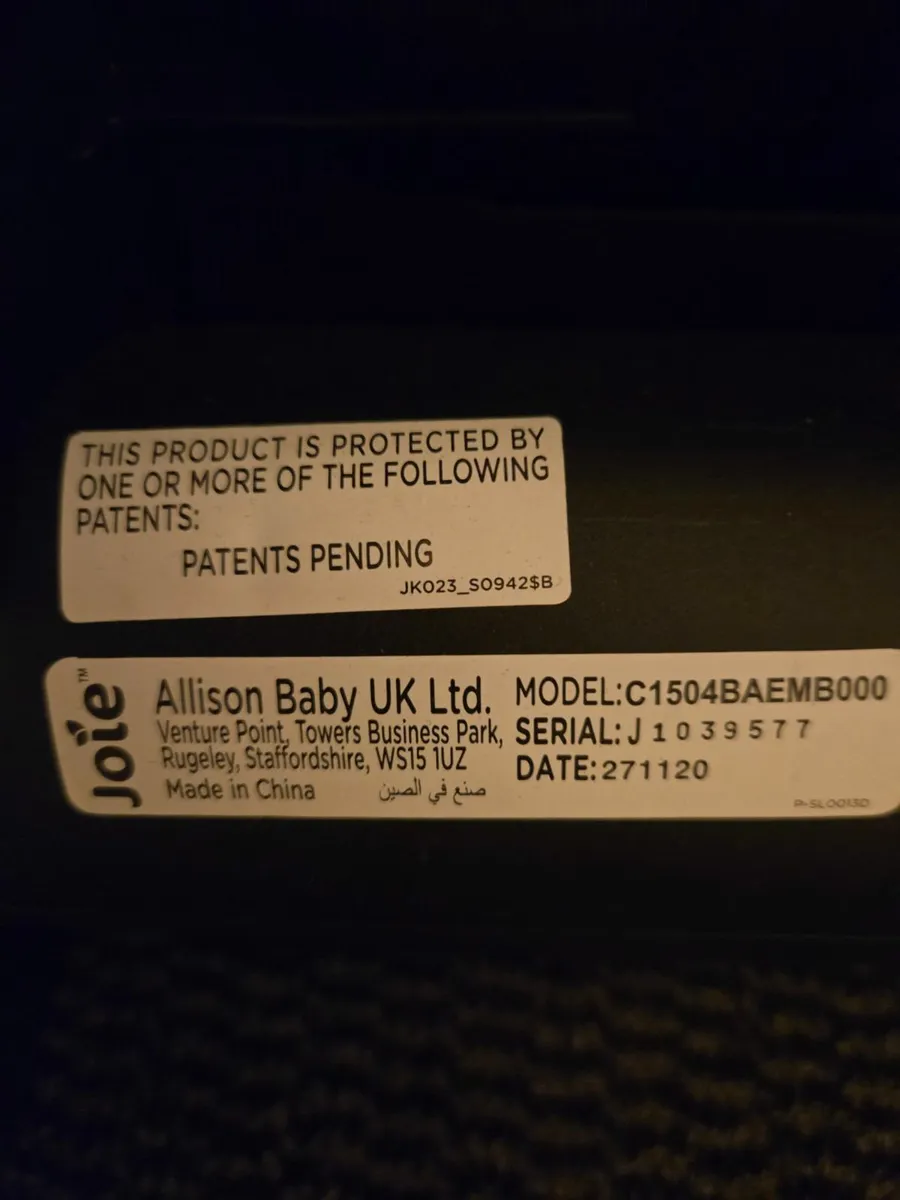 THIS PRODUCT IS PROTECTED BY
ONE OR MORE OF THE FOLLOWING
PATENTS:
PATENTS PENDING
JK023_S0942$B
Joie™
Allison Baby UK Ltd.
Venture Point, Towers Business Park,
Rugeley, Staffordshire, WS15 1UZ
Made in China صنع في الصين
MODEL:C1504BAEMB000
SERIAL: J 1 0 3 9 5 7 7
DATE: 271120
P-SL0013D